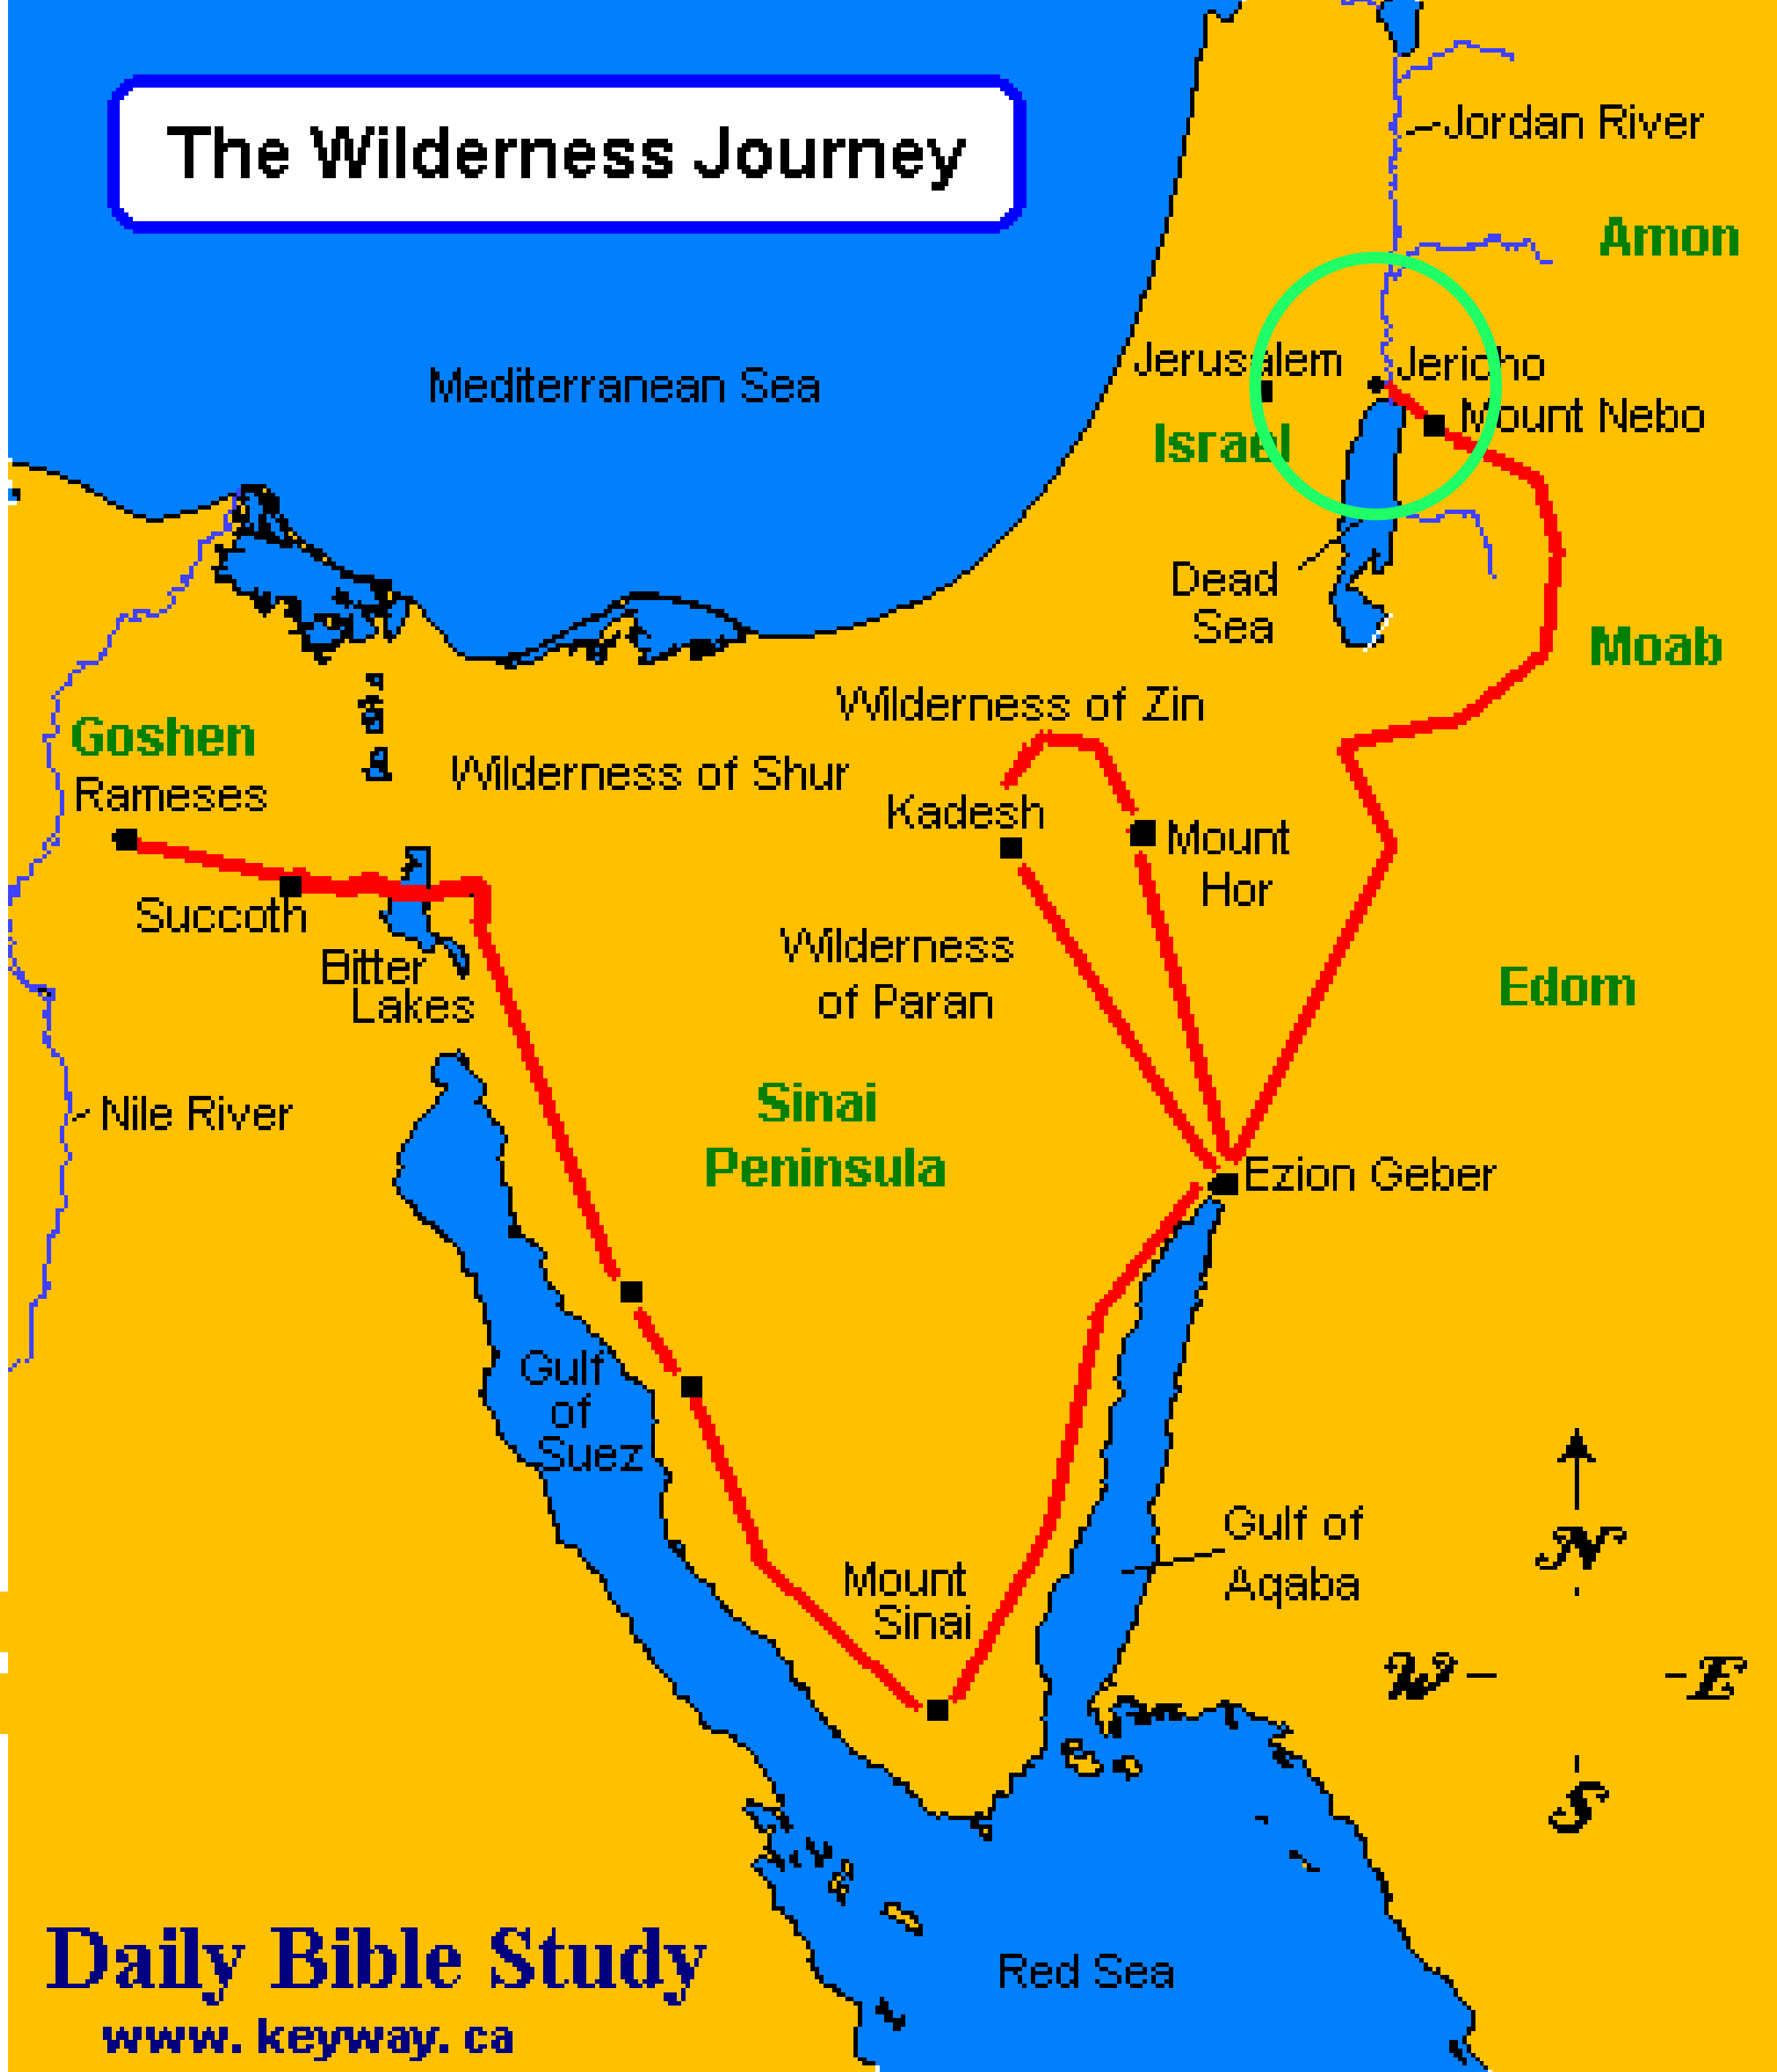 The Wilderness Journey
Jordan River
Amon
Mediterranean Sea
Jerusalem
Jericho
Israel
Mount Nebo
Dead
Sea
Moab
Wilderness of Zin
Goshen
Rameses
Wilderness of Shur
Kadesh
Mount
Hor
Succoth
Bitter
Lakes
Wilderness
of Paran
Edom
Nile River
Sinai
Peninsula
Ezion Geber
Gulf
of
Suez
Gulf of
Aqaba
Mount
Sinai
N
W
E
S
Red Sea
Daily Bible Study
www.keyway.ca